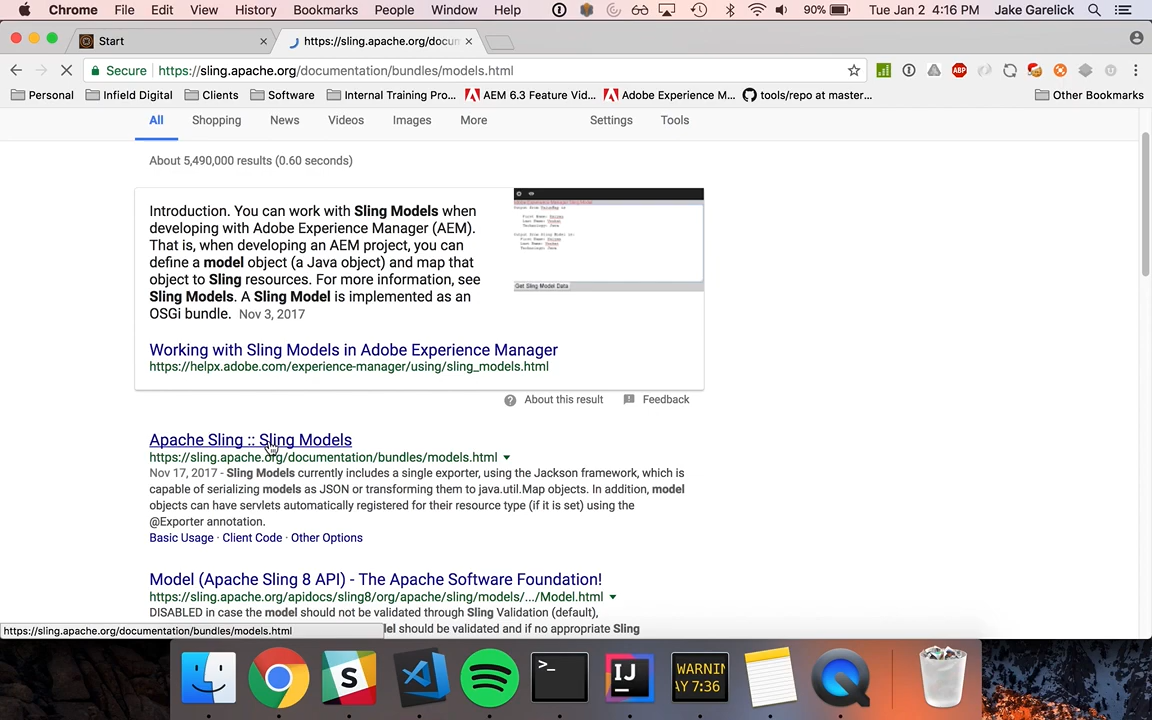 Chrome File Edit View History Bookmarks People Window Help 90% Tue Jan 2 4:16 PM Jake Garelick
Start https://sling.apache.org/docum
Secure https://sling.apache.org/documentation/bundles/models.html ABP
Personal Infield Digital Clients Software Internal Training Pro... AEM 6.3 Feature Vid... Adobe Experience M... tools/repo at master... Other Bookmarks
All Shopping News Videos Images More Settings Tools
About 5,490,000 results (0.60 seconds)
Introduction. You can work with Sling Models when
developing with Adobe Experience Manager (AEM).
That is, when developing an AEM project, you can
define a model object (a Java object) and map that
object to Sling resources. For more information, see
Sling Models. A Sling Model is implemented as an
OSGi bundle. Nov 3, 2017
Get Sling Model Data
Working with Sling Models in Adobe Experience Manager
https://helpx.adobe.com/experience-manager/using/sling_models.html
About this result Feedback
Apache Sling :: Sling Models
https://sling.apache.org/documentation/bundles/models.html
Nov 17, 2017 - Sling Models currently includes a single exporter, using the Jackson framework, which is
capable of serializing models as JSON or transforming them to java.util.Map objects. In addition, model
objects can have servlets automatically registered for their resource type (if it is set) using the
@Exporter annotation.
Basic Usage · Client Code · Other Options
Model (Apache Sling 8 API) - The Apache Software Foundation!
https://sling.apache.org/apidocs/sling8/org/apache/sling/models/.../Model.html
DISABLED in case the model should not be validated through Sling Validation (default),
https://sling.apache.org/documentation/bundles/models.html del should be validated and if no appropriate Sling
S >_ IJ WARNIN
AY 7:36